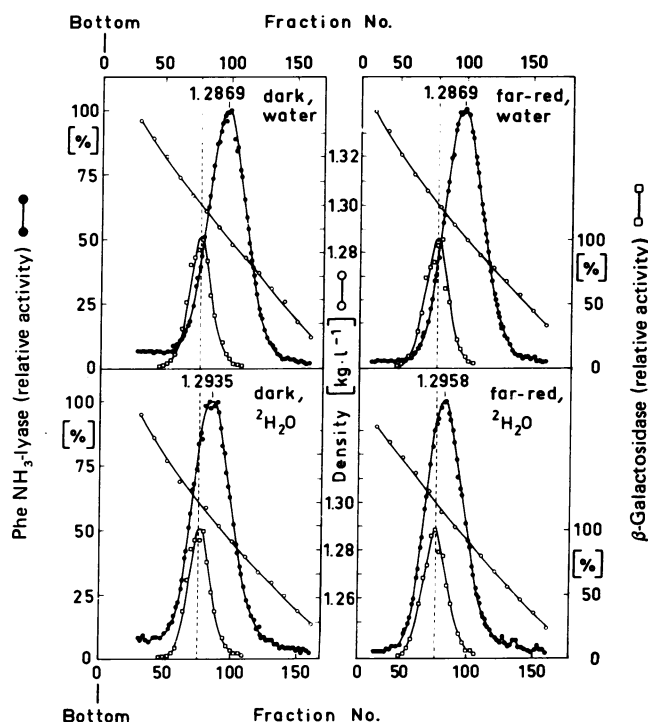 Bottom Fraction No.
0 50 100 150 50 100 150
1.2869 dark, water
1.2869 far-red, water
100 [%] 75 50 25 0
1.32 1.30 1.28
100 [%] 50 0
Phe NH₃-lyase (relative activity)
Density [kg·l⁻¹]
β-Galactosidase (relative activity)
1.2935 dark, ²H₂O
1.2958 far-red, ²H₂O
100 [%] 75 50 25 0
1.30 1.28 1.26
100 [%] 50 0
0 50 100 150 50 100 150
Bottom Fraction No.